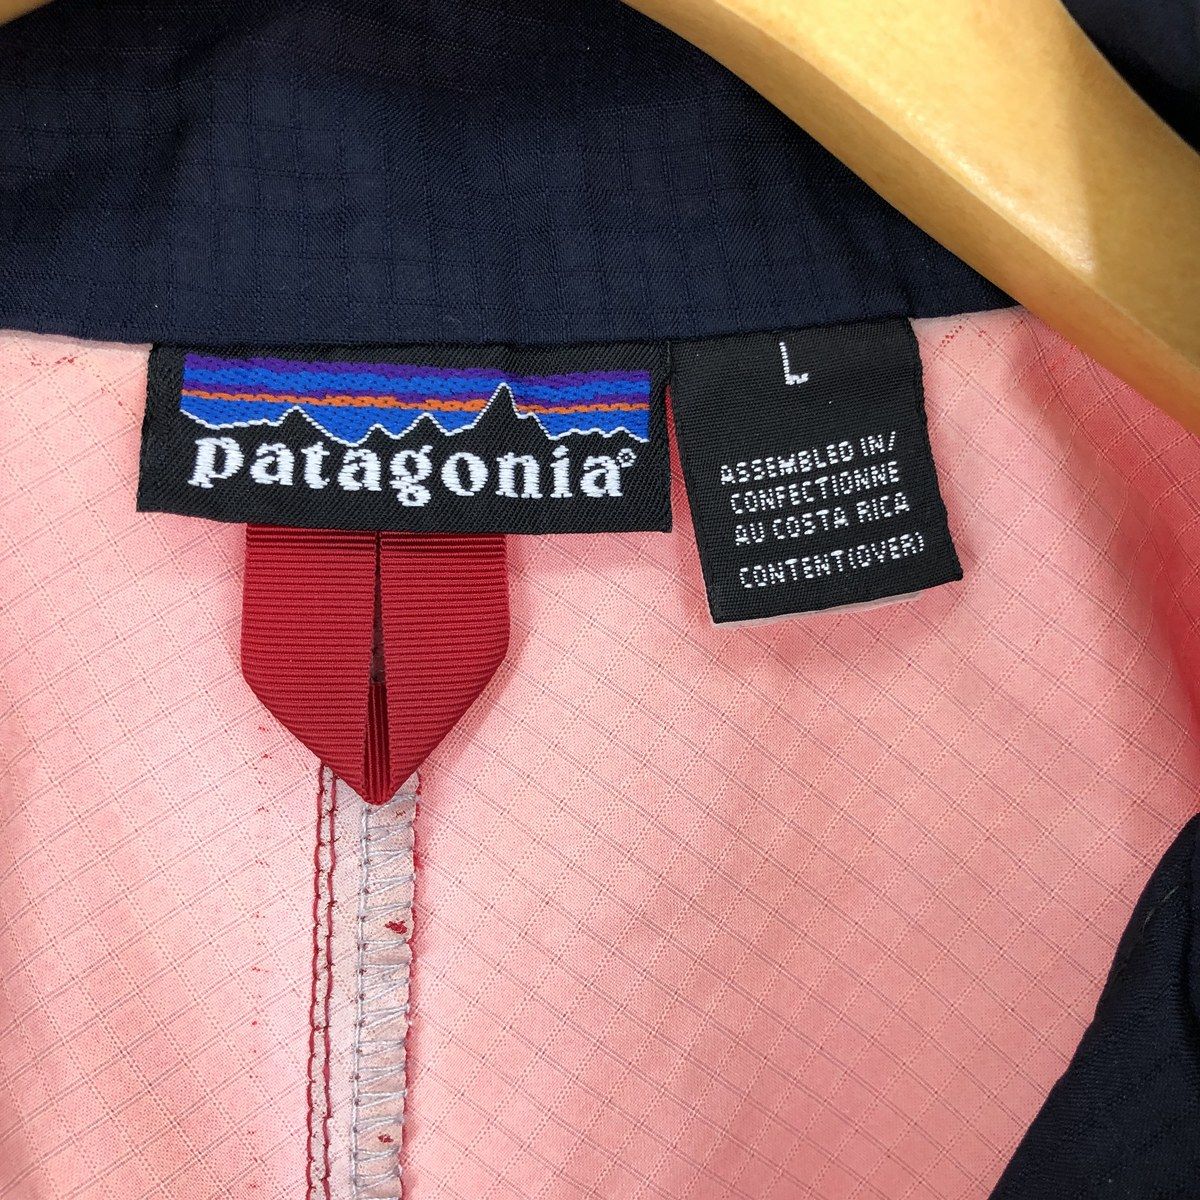 patagonia®
L
ASSEMBLED IN/
CONFECTIONNE
AU COSTA RICA
CONTENT(OVER)